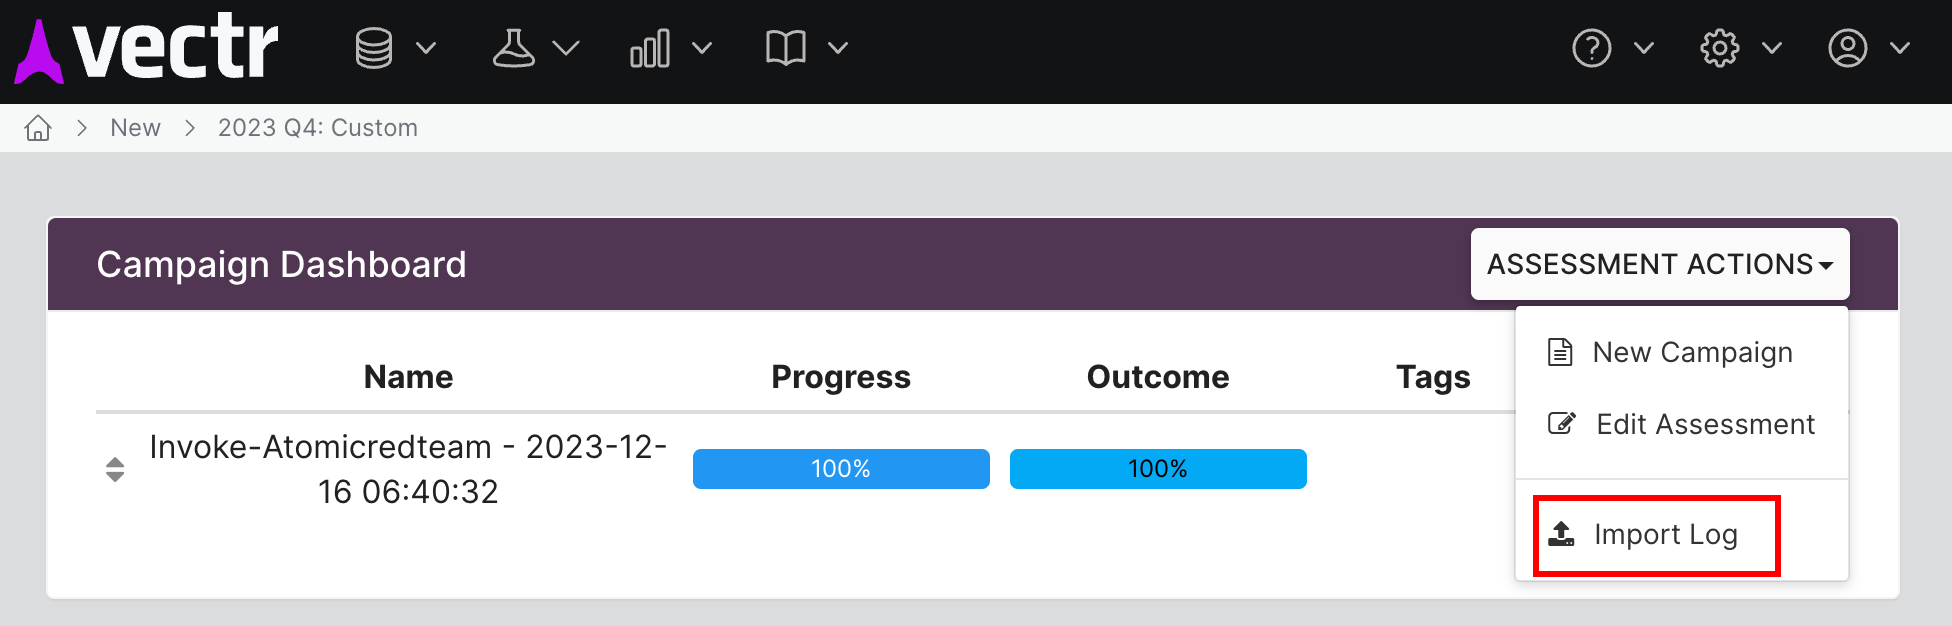 vectr
New
2023 Q4: Custom
Campaign Dashboard
ASSESSMENT ACTIONS
New Campaign
Edit Assessment
Import Log
Name
Progress
Outcome
Tags
Invoke-Atomicredteam - 2023-12-
16 06:40:32
100%
100%